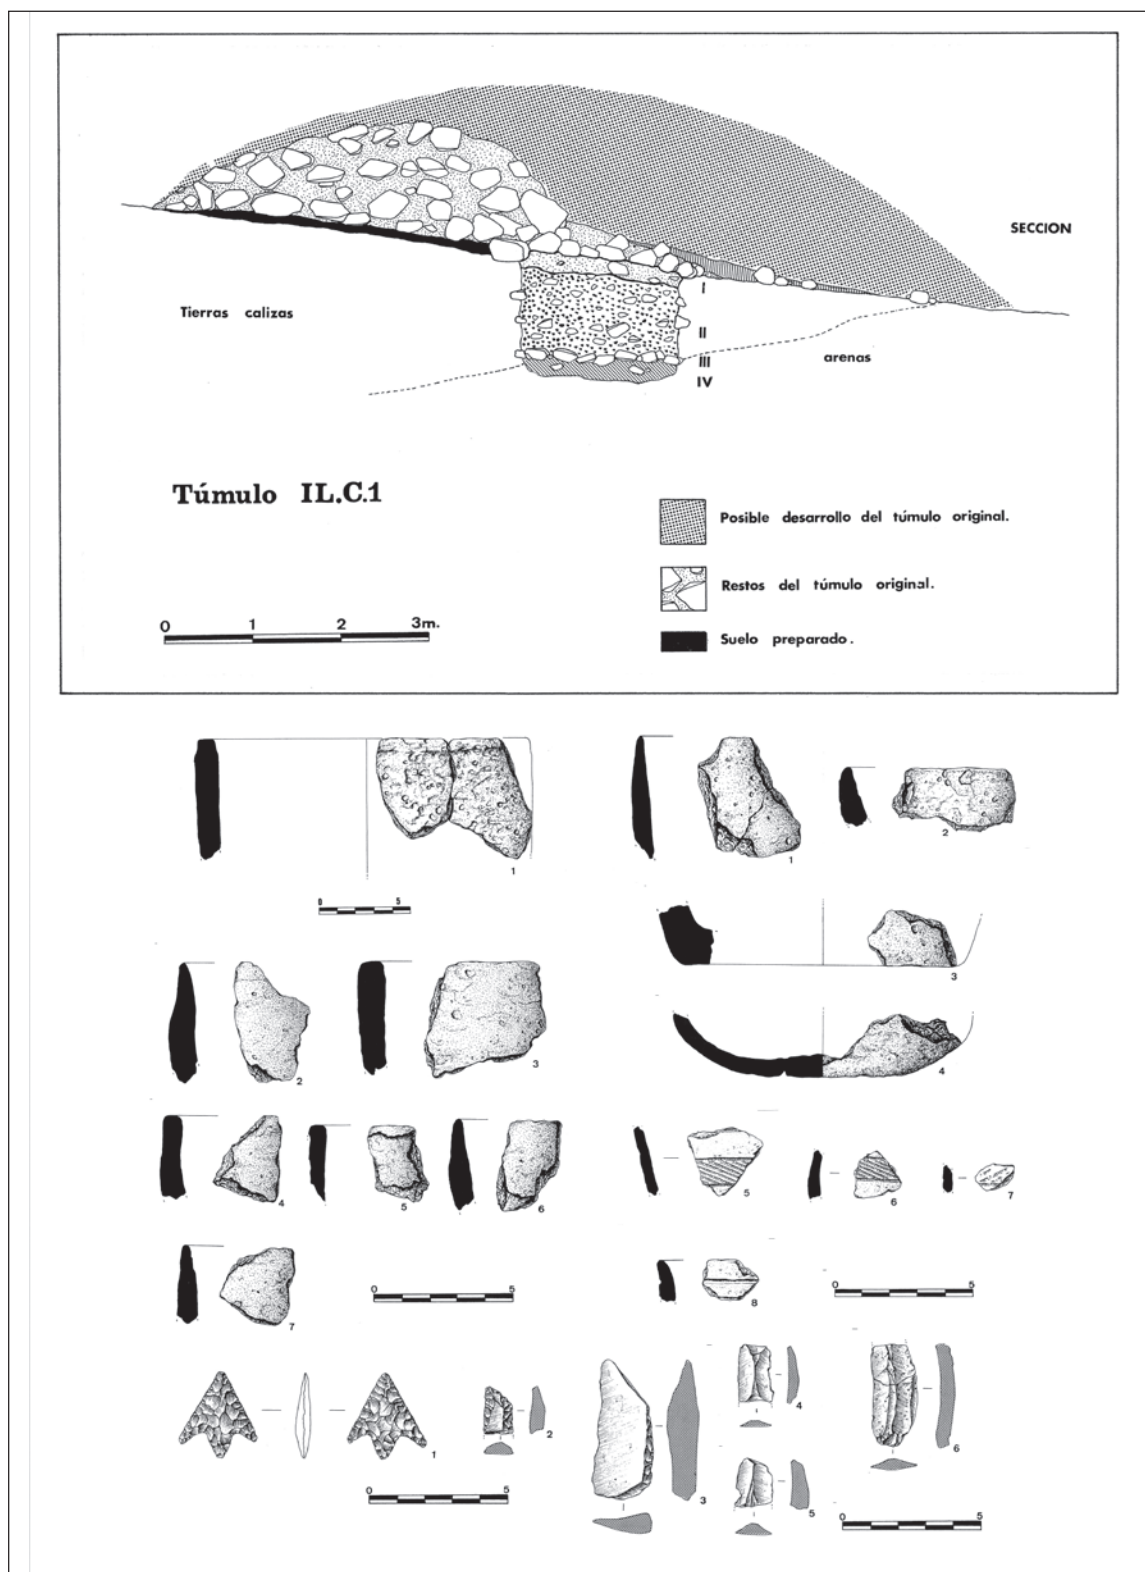 SECCION
I
Tierras calizas
II
arenas
III
IV
Túmulo IL.C.1
Posible desarrollo del túmulo original.
Restos del túmulo original.
0 1 2 3m.
Suelo preparado.
1
1
2
0 5
3
2
3
4
4
5
6
5
6
7
7
0 5
8
0 5
1
2
3
4
5
6
0 5
0 5